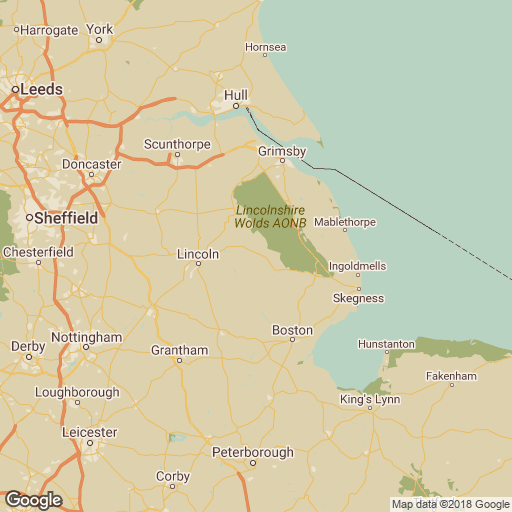 Harrogate
York
Hornsea
Leeds
Hull
Scunthorpe
Grimsby
Doncaster
Lincolnshire
Wolds AONB
Sheffield
Mablethorpe
Chesterfield
Lincoln
Ingoldmells
Skegness
Boston
Nottingham
Hunstanton
Derby
Grantham
Fakenham
Loughborough
King's Lynn
Leicester
Peterborough
Corby
Google
Map data ©2018 Google